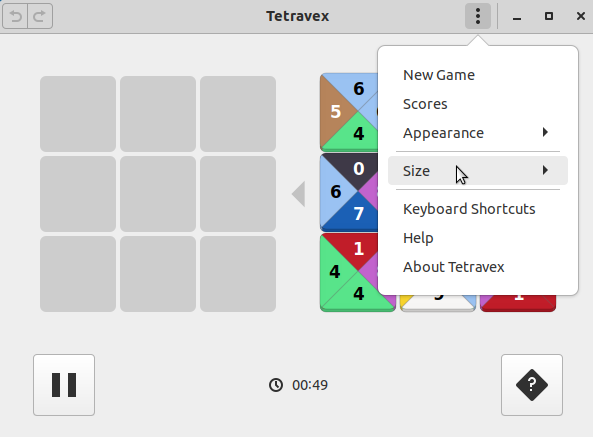 Tetravex
New Game
Scores
Appearance
Size
Keyboard Shortcuts
Help
About Tetravex
6
5
4
0
6
7
1
4
4
1
00:49
?